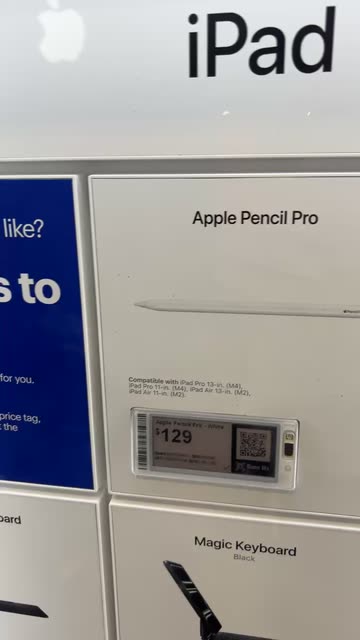 iPad
like?
s to
for you.
price tag,
the
Apple Pencil Pro
Compatible with iPad Pro 13-in. (M4),
iPad Pro 11-in. (M4), iPad Air 13-in. (M2),
iPad Air 11-in. (M2).
Apple Pencil Pro - White
$129
Scan Me
oard
Magic Keyboard
Black